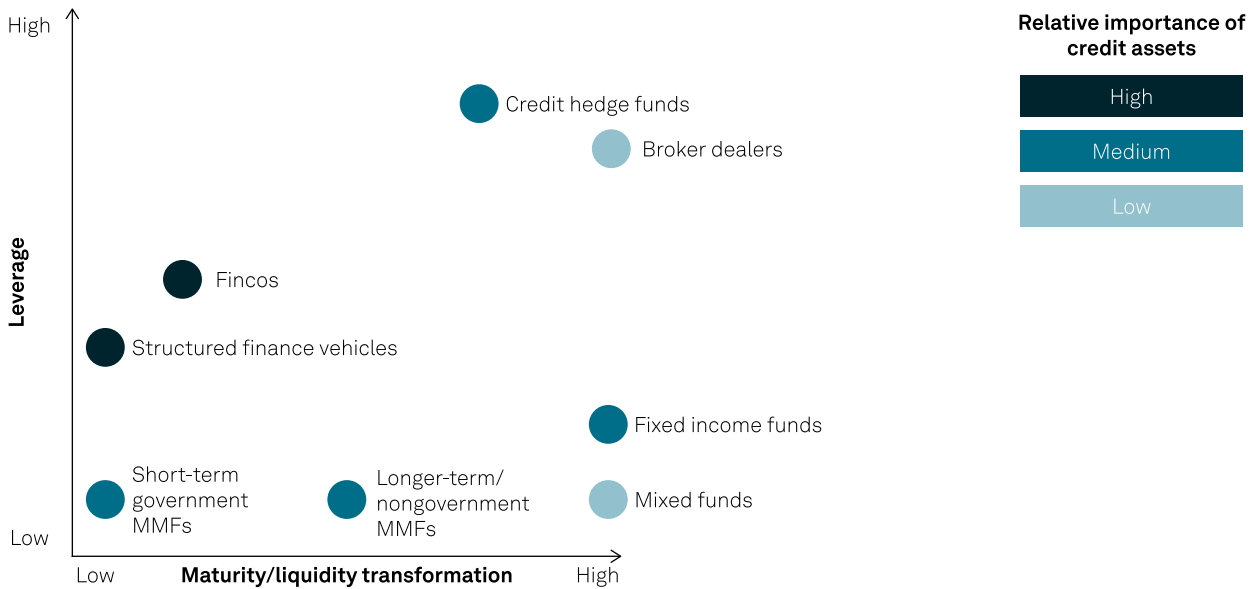 High
Relative importance of
credit assets
High
Medium
Low
Credit hedge funds
Broker dealers
Leverage
Fincos
Structured finance vehicles
Fixed income funds
Short-term
government
MMFs
Longer-term/
nongovernment
MMFs
Mixed funds
Low
Low
Maturity/liquidity transformation
High